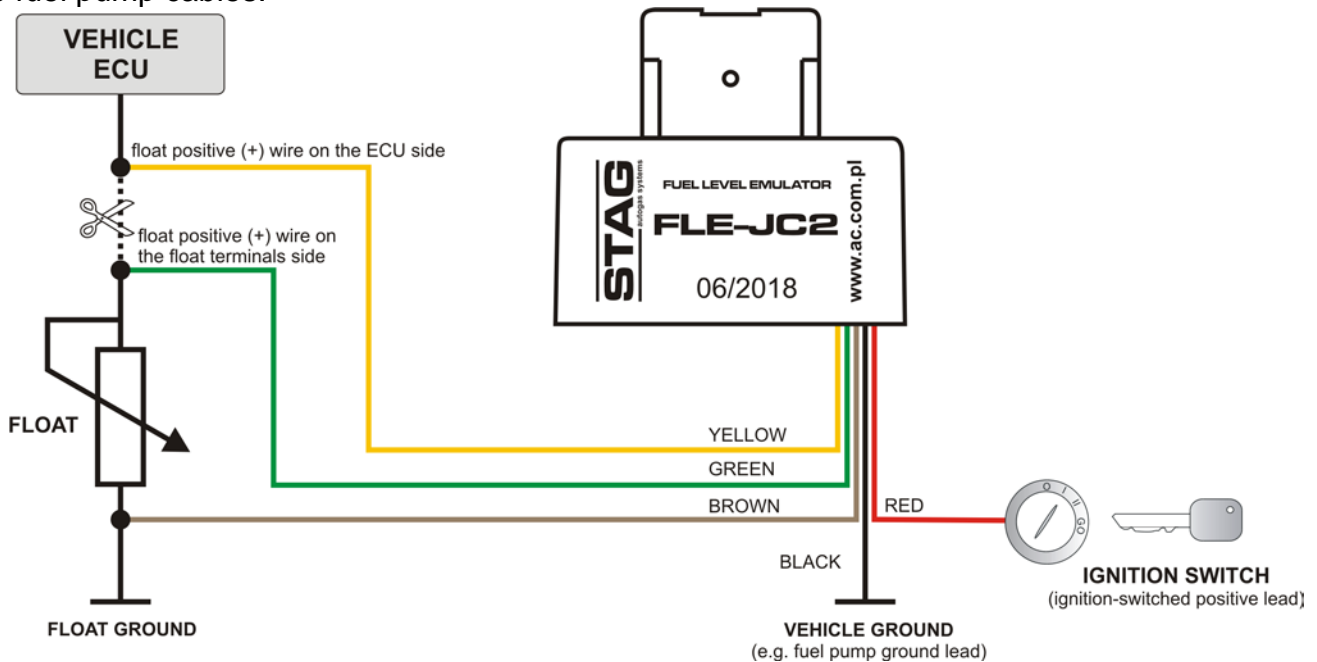 fuel pump cables.
VEHICLE
ECU
float positive (+) wire on the ECU side
float positive (+) wire on
the float terminals side
FLOAT
FLOAT GROUND
STAG
autogas systems
FUEL LEVEL EMULATOR
FLE-JC2
06/2018
www.ac.com.pl
YELLOW
GREEN
BROWN
RED
BLACK
O I II GO
IGNITION SWITCH
(ignition-switched positive lead)
VEHICLE GROUND
(e.g. fuel pump ground lead)